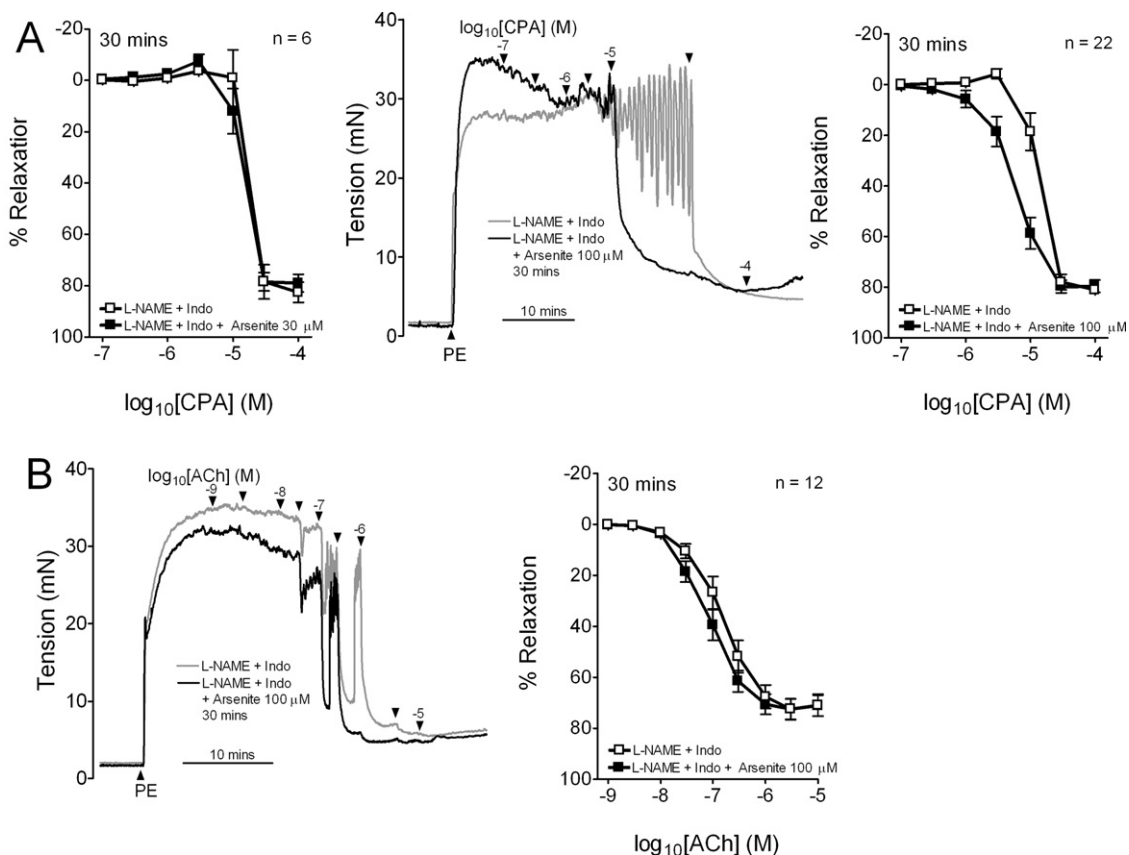 A
30 mins
n = 6
-20
0
20
40
60
80
100
% Relaxation
L-NAME + Indo
L-NAME + Indo + Arsenite 30 μM
-7
-6
-5
-4
log10[CPA] (M)
log10[CPA] (M)
-7
-6
-5
-4
40
30
20
10
0
Tension (mN)
L-NAME + Indo
L-NAME + Indo
+ Arsenite 100 μM
30 mins
10 mins
PE
30 mins
n = 22
-20
0
20
40
60
80
100
% Relaxation
L-NAME + Indo
L-NAME + Indo + Arsenite 100 μM
-7
-6
-5
-4
log10[CPA] (M)
B
log10[ACh] (M)
-9
-8
-7
-6
-5
40
30
20
10
0
Tension (mN)
L-NAME + Indo
L-NAME + Indo
+ Arsenite 100 μM
30 mins
10 mins
PE
30 mins
n = 12
-20
0
20
40
60
80
100
% Relaxation
L-NAME + Indo
L-NAME + Indo + Arsenite 100 μM
-9
-8
-7
-6
-5
log10[ACh] (M)